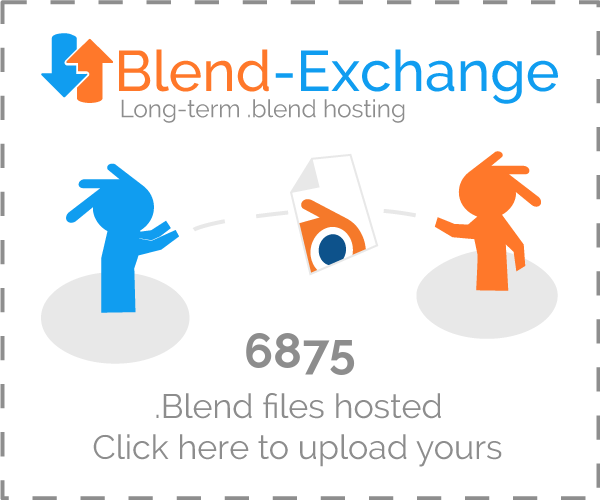 Blend-Exchange
Long-term .blend hosting
6875
.Blend files hosted
Click here to upload yours